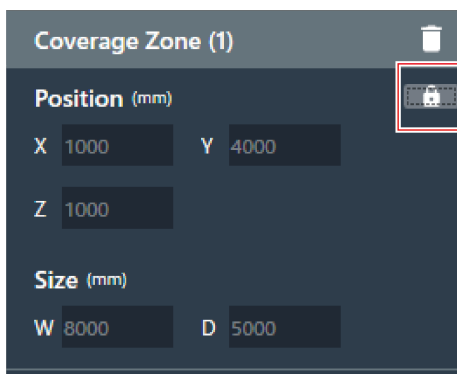 Coverage Zone (1)
Position (mm)
X 1000 Y 4000
Z 1000
Size (mm)
W 8000 D 5000